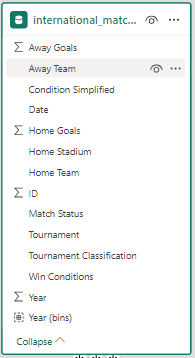 international_matc...
Away Goals
Away Team
Condition Simplified
Date
Home Goals
Home Stadium
Home Team
ID
Match Status
Tournament
Tournament Classification
Win Conditions
Year
Year (bins)
Collapse